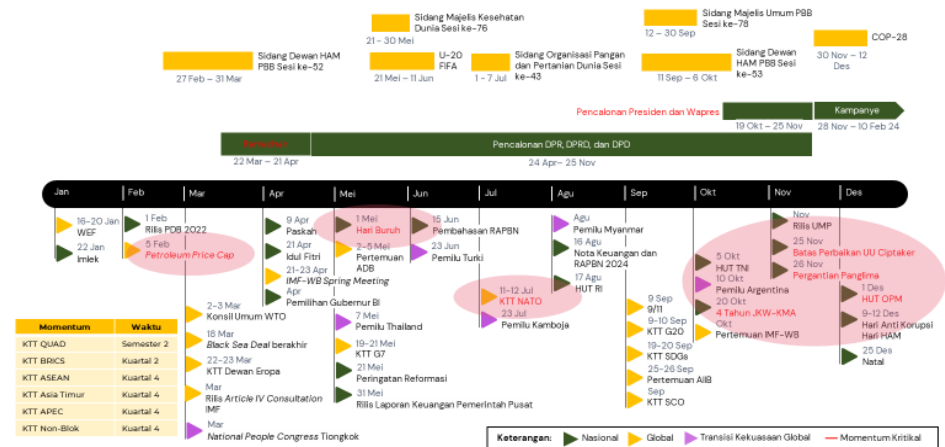 Sidang Majelis Kesehatan
Dunia Sesi ke-76
21 - 30 Mei
Sidang Majelis Umum PBB
Sesi ke-78
12 – 30 Sep
COP-28
30 Nov – 12
Des
Sidang Dewan HAM
PBB Sesi ke-52
27 Feb – 31 Mar
U-20
FIFA
21 Mei – 11 Jun
Sidang Organisasi Pangan
dan Pertanian Dunia Sesi
ke-43
1 - 7 Jul
Sidang Dewan
HAM PBB Sesi
ke-53
11 Sep – 6 Okt
Pencalonan Presiden dan Wapres
19 Okt – 25 Nov
Kampanye
28 Nov – 10 Feb 24
22 Mar – 21 Apr
Pencalonan DPR, DPRD, dan DPD
24 Apr– 25 Nov
Jan
Feb
Mar
Apr
Mei
Jun
Jul
Agu
Sep
Okt
Nov
Des
16-20 Jan
WEF
22 Jan
Imlek
1 Feb
Rilis PDB 2022
5 Feb
Petroleum Price Cap
2-3 Mar
Konsil Umum WTO
18 Mar
Black Sea Deal berakhir
22-23 Mar
KTT Dewan Eropa
Mar
Rilis Article IV Consultation
IMF
Mar
National People Congress Tiongkok
9 Apr
Paskah
21 Apr
Idul Fitri
21-23 Apr
IMF-WB Spring Meeting
Apr
Pemilihan Gubernur BI
1 Mei
Hari Buruh
2-5 Mei
Pertemuan
ADB
7 Mei
Pemilu Thailand
19-21 Mei
KTT G7
21 Mei
Peringatan Reformasi
31 Mei
Rilis Laporan Keuangan Pemerintah Pusat
15 Jun
Pembahasan RAPBN
23 Jun
Pemilu Turki
11-12 Jul
KTT NATO
23 Jul
Pemilu Kamboja
Agu
Pemilu Myanmar
16 Agu
Nota Keuangan dan
RAPBN 2024
17 Agu
HUT RI
9 Sep
9/11
9-10 Sep
KTT G20
19-20 Sep
KTT SDGs
25-26 Sep
Pertemuan AIIB
Sep
KTT SCO
5 Okt
HUT TNI
10 Okt
Pemilu Argentina
20 Okt
4 Tahun JKW-KMA
Okt
Pertemuan IMF-WB
Nov
Rilis UMP
25 Nov
Batas Perbaikan UU Ciptaker
26 Nov
Pergantian Panglima
1 Des
HUT OPM
9-12 Des
Hari Anti Korupsi
Hari HAM
25 Des
Natal
Momentum Waktu
KTT QUAD Semester 2
KTT BRICS Kuartal 2
KTT ASEAN Kuartal 4
KTT Asia Timur Kuartal 4
KTT APEC Kuartal 4
KTT Non-Blok Kuartal 4
Keterangan: Nasional Global Transisi Kekuasaan Global Momentum Kritikal